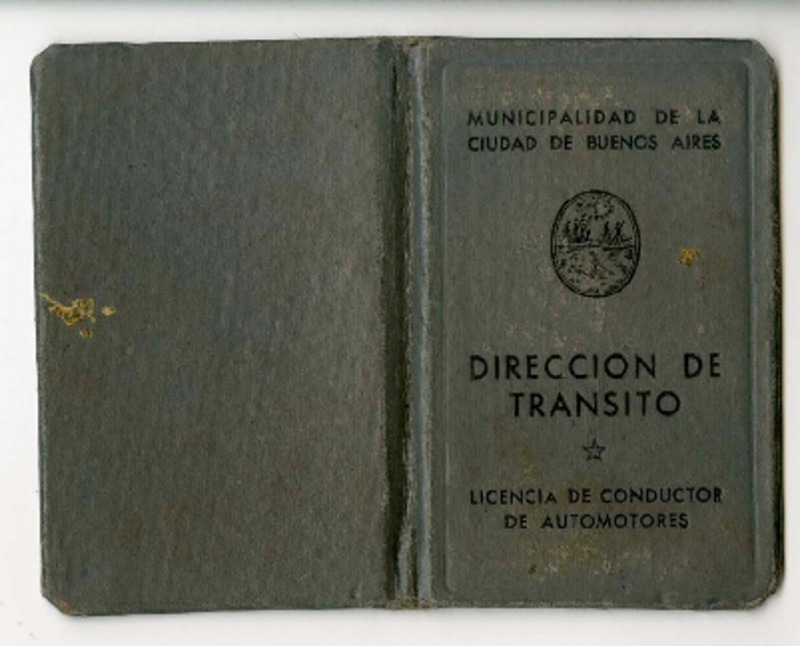 MUNICIPALIDAD DE LA
CIUDAD DE BUENOS AIRES
DIRECCION DE
TRANSITO
LICENCIA DE CONDUCTOR
DE AUTOMOTORES